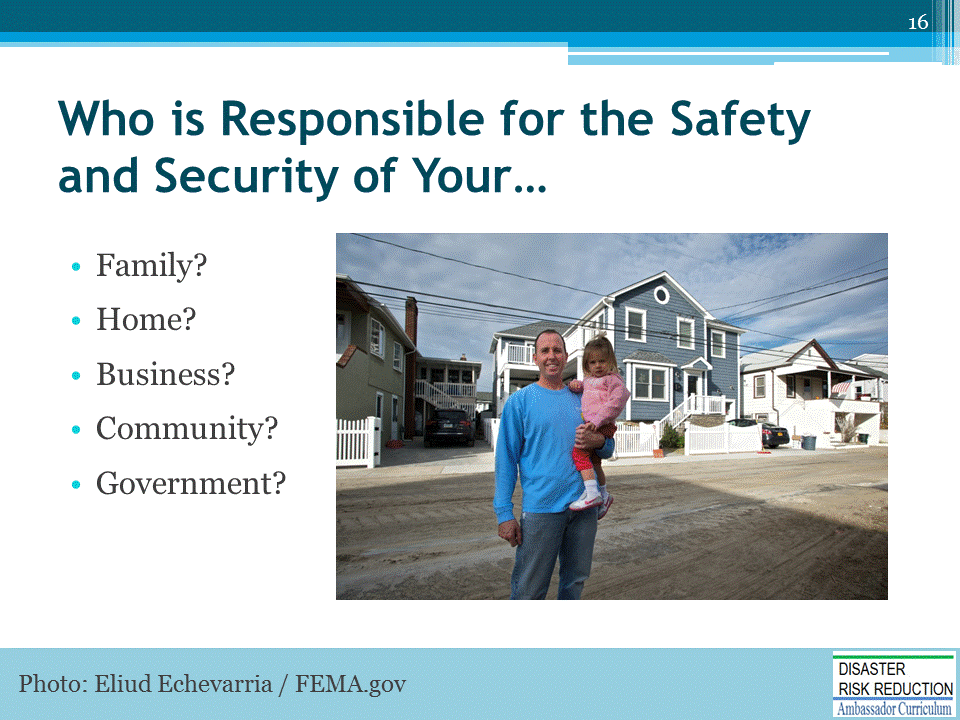 16
Who is Responsible for the Safety
and Security of Your…
• Family?
• Home?
• Business?
• Community?
• Government?
Photo: Eliud Echevarria / FEMA.gov
DISASTER
RISK REDUCTION
Ambassador Curriculum